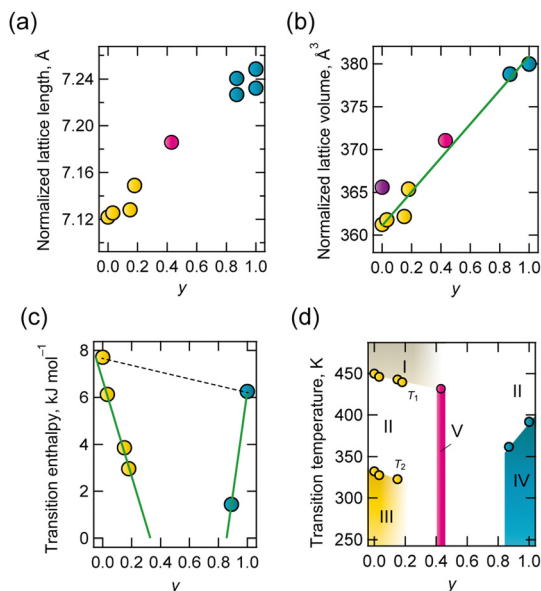 (a)
Normalized lattice length, Å
7.24
7.20
7.16
7.12
0.0 0.2 0.4 0.6 0.8 1.0
y
(b)
Normalized lattice volume, Å³
380
375
370
365
360
0.0 0.2 0.4 0.6 0.8 1.0
y
(c)
Transition enthalpy, kJ mol⁻¹
8
6
4
2
0
0.0 0.2 0.4 0.6 0.8 1.0
y
(d)
Transition temperature, K
450
400
350
300
250
I
T₁
II
II
V
T₂
III
IV
0.0 0.2 0.4 0.6 0.8 1.0
y